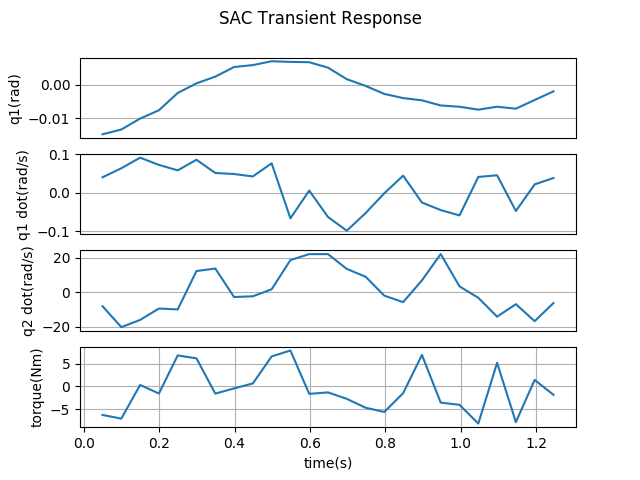 SAC Transient Response
q1(rad)
0.00
−0.01
q1 dot(rad/s)
0.1
0.0
−0.1
q2 dot(rad/s)
20
0
−20
torque(Nm)
5
0
−5
0.0 0.2 0.4 0.6 0.8 1.0 1.2
time(s)